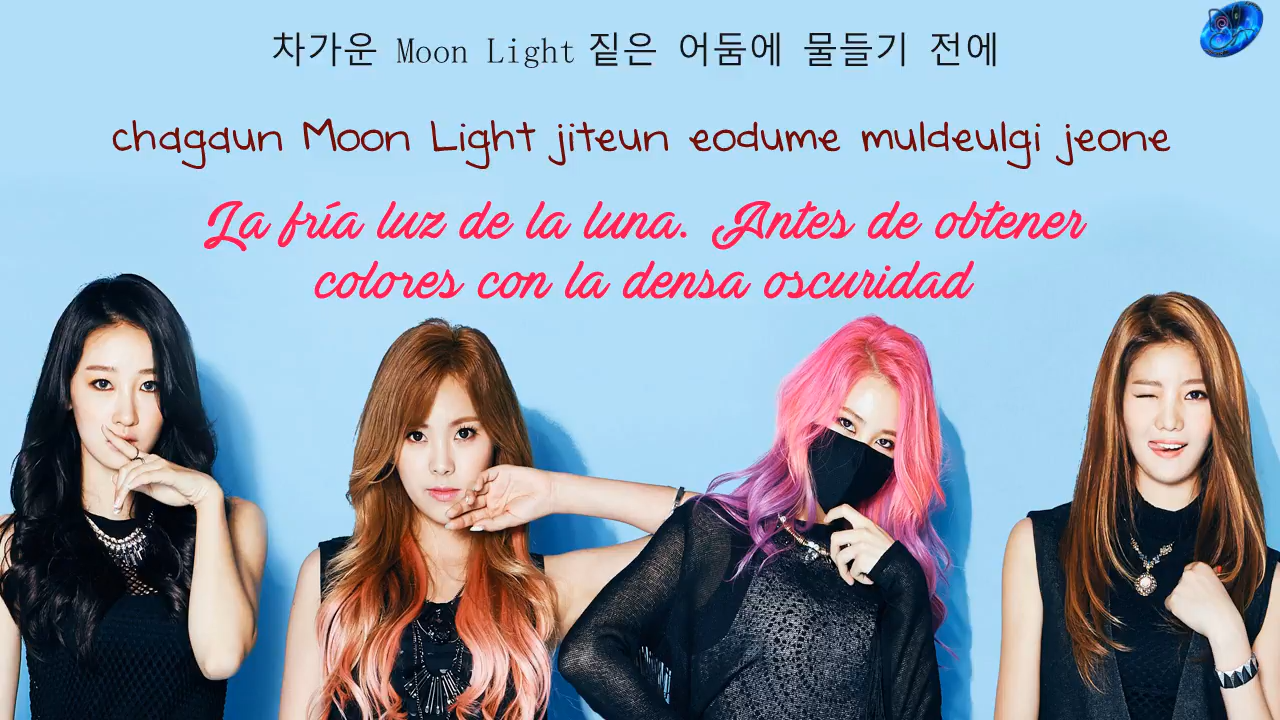 차가운 Moon Light 짙은 어둠에 물들기 전에
chagaun Moon Light jiteun eodume muldeulgi jeone
La fría luz de la luna. Antes de obtener
colores con la densa oscuridad